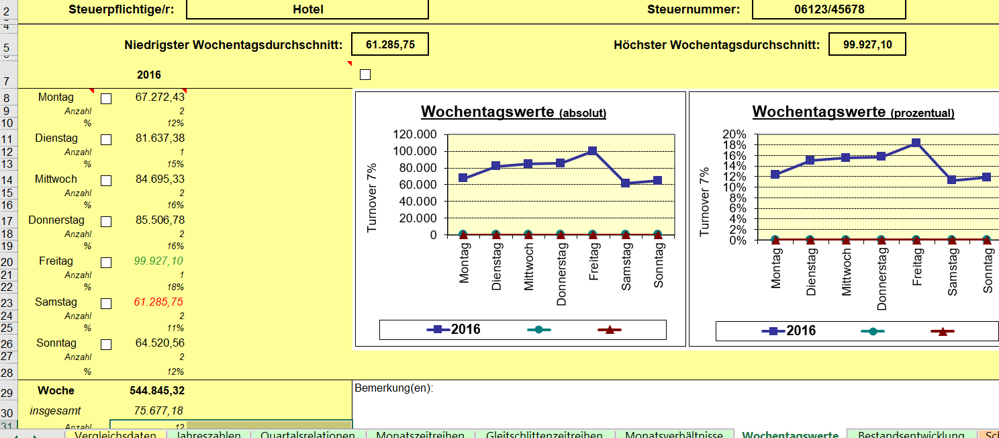 2 Steuerpflichtige/r: Hotel Steuernummer: 06123/45678
4
5 Niedrigster Wochentagsdurchschnitt: 61.285,75 Höchster Wochentagsdurchschnitt: 99.927,10
7 2016
8 Montag 67.272,43
9 Anzahl 2
10 % 12%
11 Dienstag 81.637,38
12 Anzahl 1
13 % 15%
14 Mittwoch 84.695,33
15 Anzahl 2
16 % 16%
17 Donnerstag 85.506,78
18 Anzahl 2
19 % 16%
20 Freitag 99.927,10
21 Anzahl 1
22 % 18%
23 Samstag 61.285,75
24 Anzahl 2
25 % 11%
26 Sonntag 64.520,56
27 Anzahl 2
28 % 12%
29 Woche 544.845,32
30 insgesamt 75.677,18
31 Anzahl 12
Wochentagswerte (absolut)
120.000
100.000
80.000
60.000
40.000
20.000
0
Turnover 7%
Montag Dienstag Mittwoch Donnerstag Freitag Samstag Sonntag
2016
Wochentagswerte (prozentual)
20%
18%
16%
14%
12%
10%
8%
6%
4%
2%
0%
Turnover 7%
Montag Dienstag Mittwoch Donnerstag Freitag Samstag Sonntag
2016
Bemerkung(en):
Vergleichsdaten Jahreszahlen Quartalsrelationen Monatszeitreihen Gleitschlittenzeitreihen Monatsverhältnisse Wochentagswerte Bestandsentwicklung